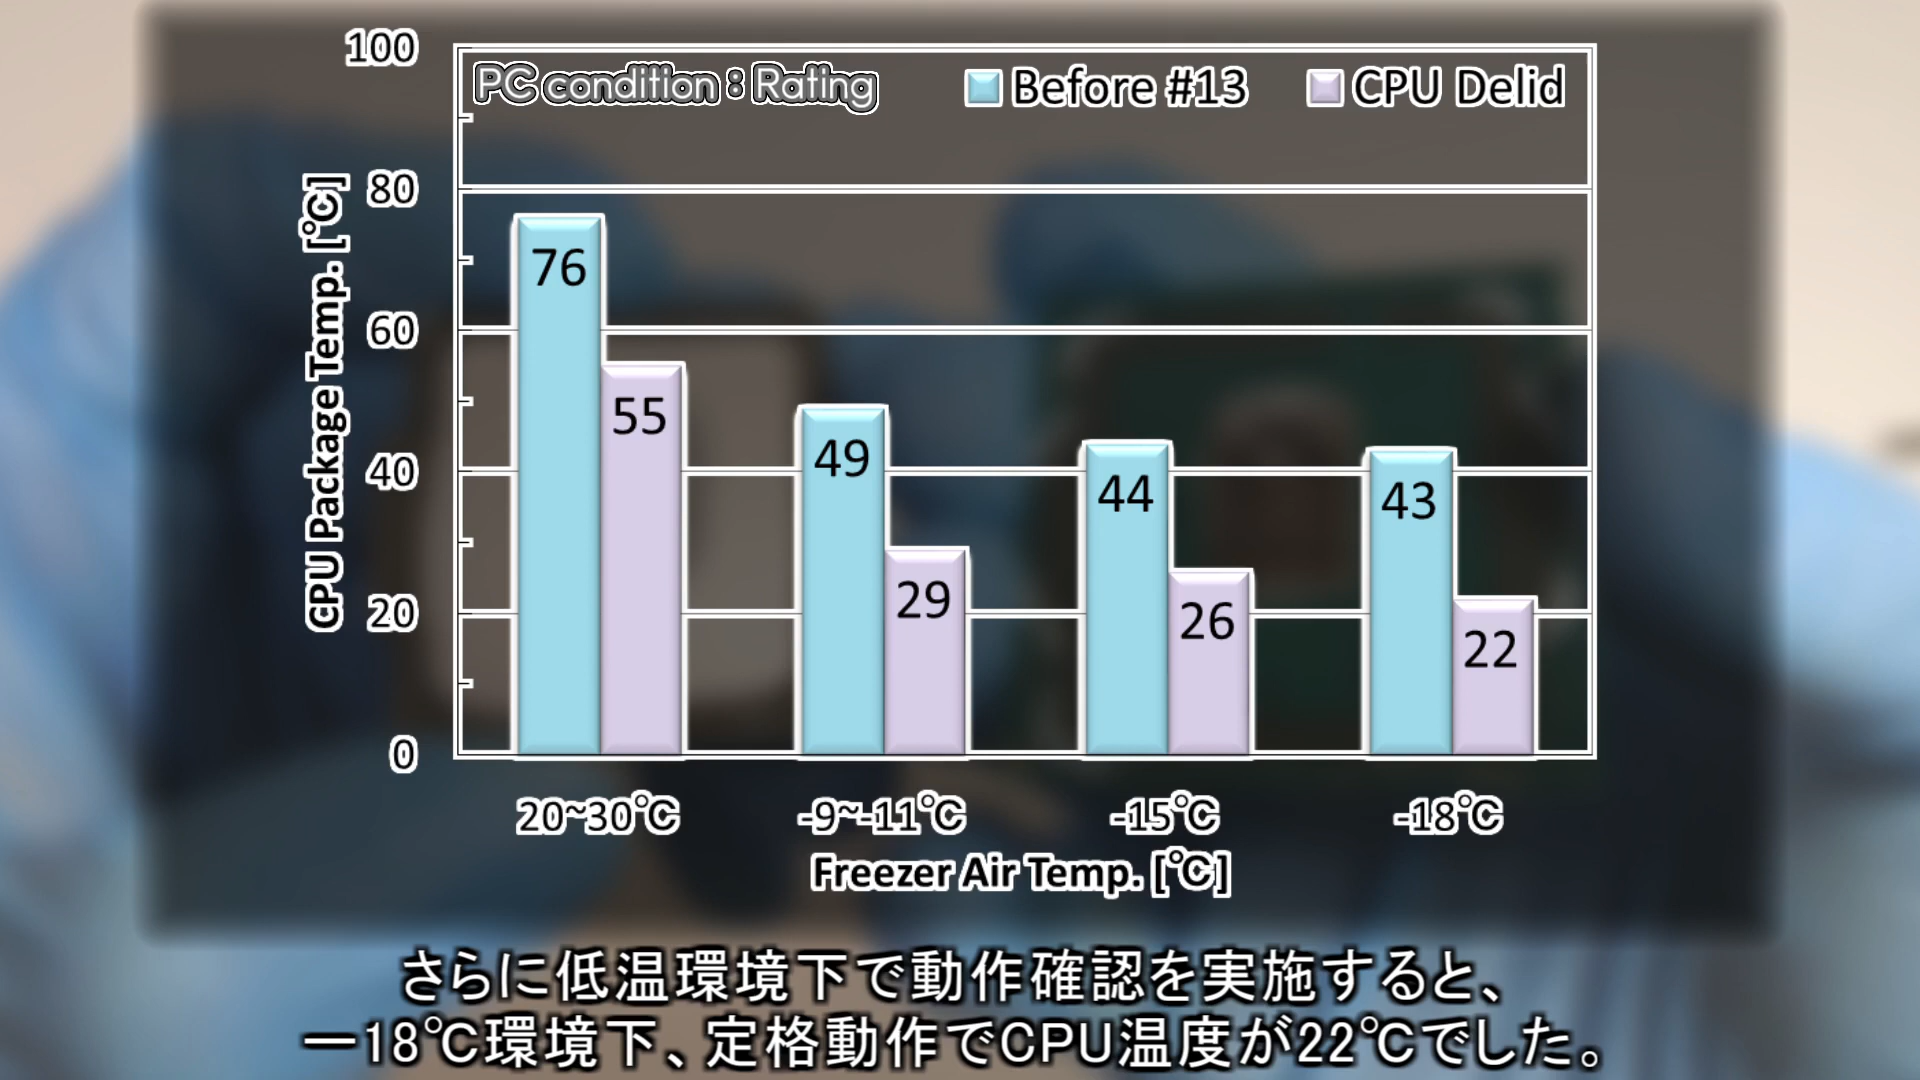 100
PC condition : Rating
Before #13
CPU Delid
80
60
40
20
0
CPU Package Temp. [℃]
76
55
49
29
44
26
43
22
20~30℃
-9~-11℃
-15℃
-18℃
Freezer Air Temp. [℃]
さらに低温環境下で動作確認を実施すると、
－18℃環境下、定格動作でCPU温度が22℃でした。